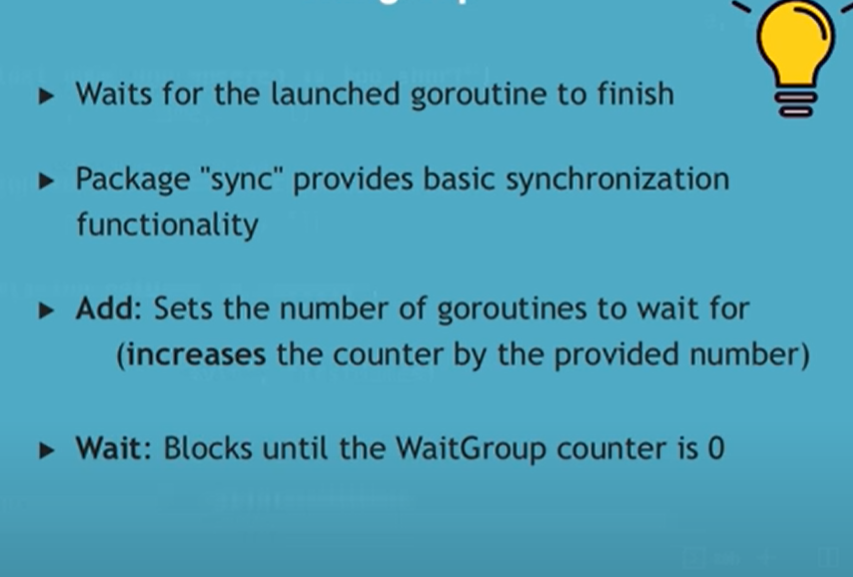 ► Waits for the launched goroutine to finish
► Package "sync" provides basic synchronization
functionality
► Add: Sets the number of goroutines to wait for
(increases the counter by the provided number)
► Wait: Blocks until the WaitGroup counter is 0